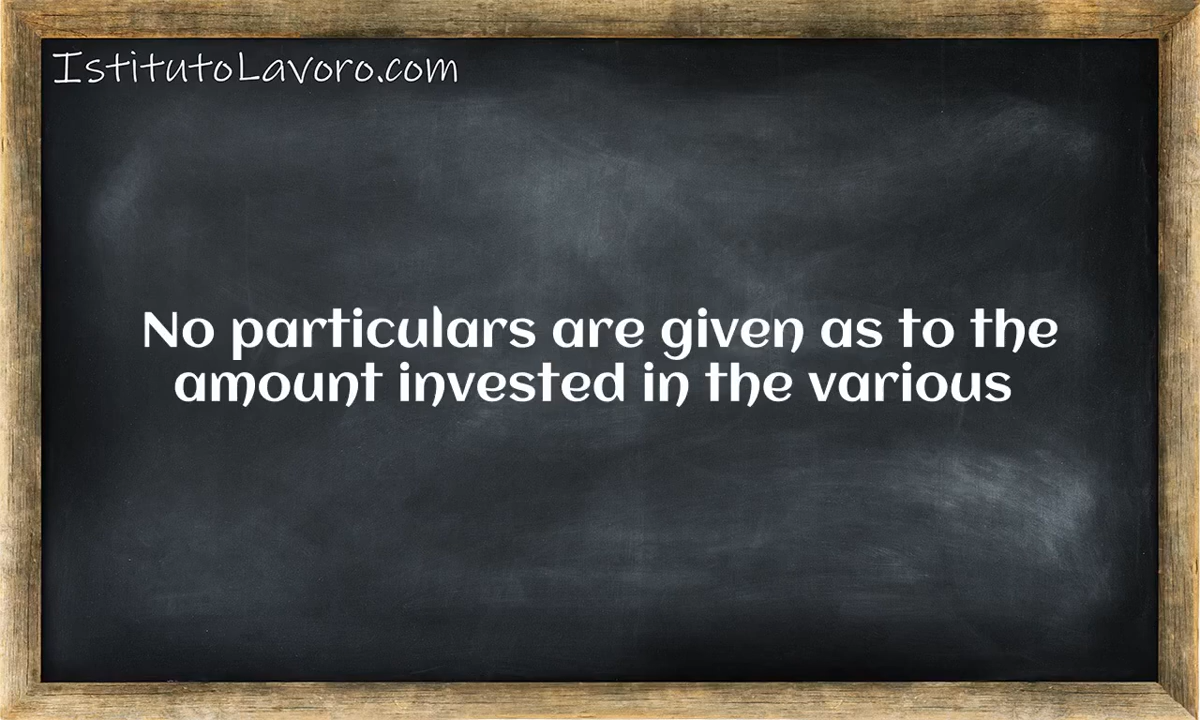 IstitutoLavoro.com
No particulars are given as to the
amount invested in the various